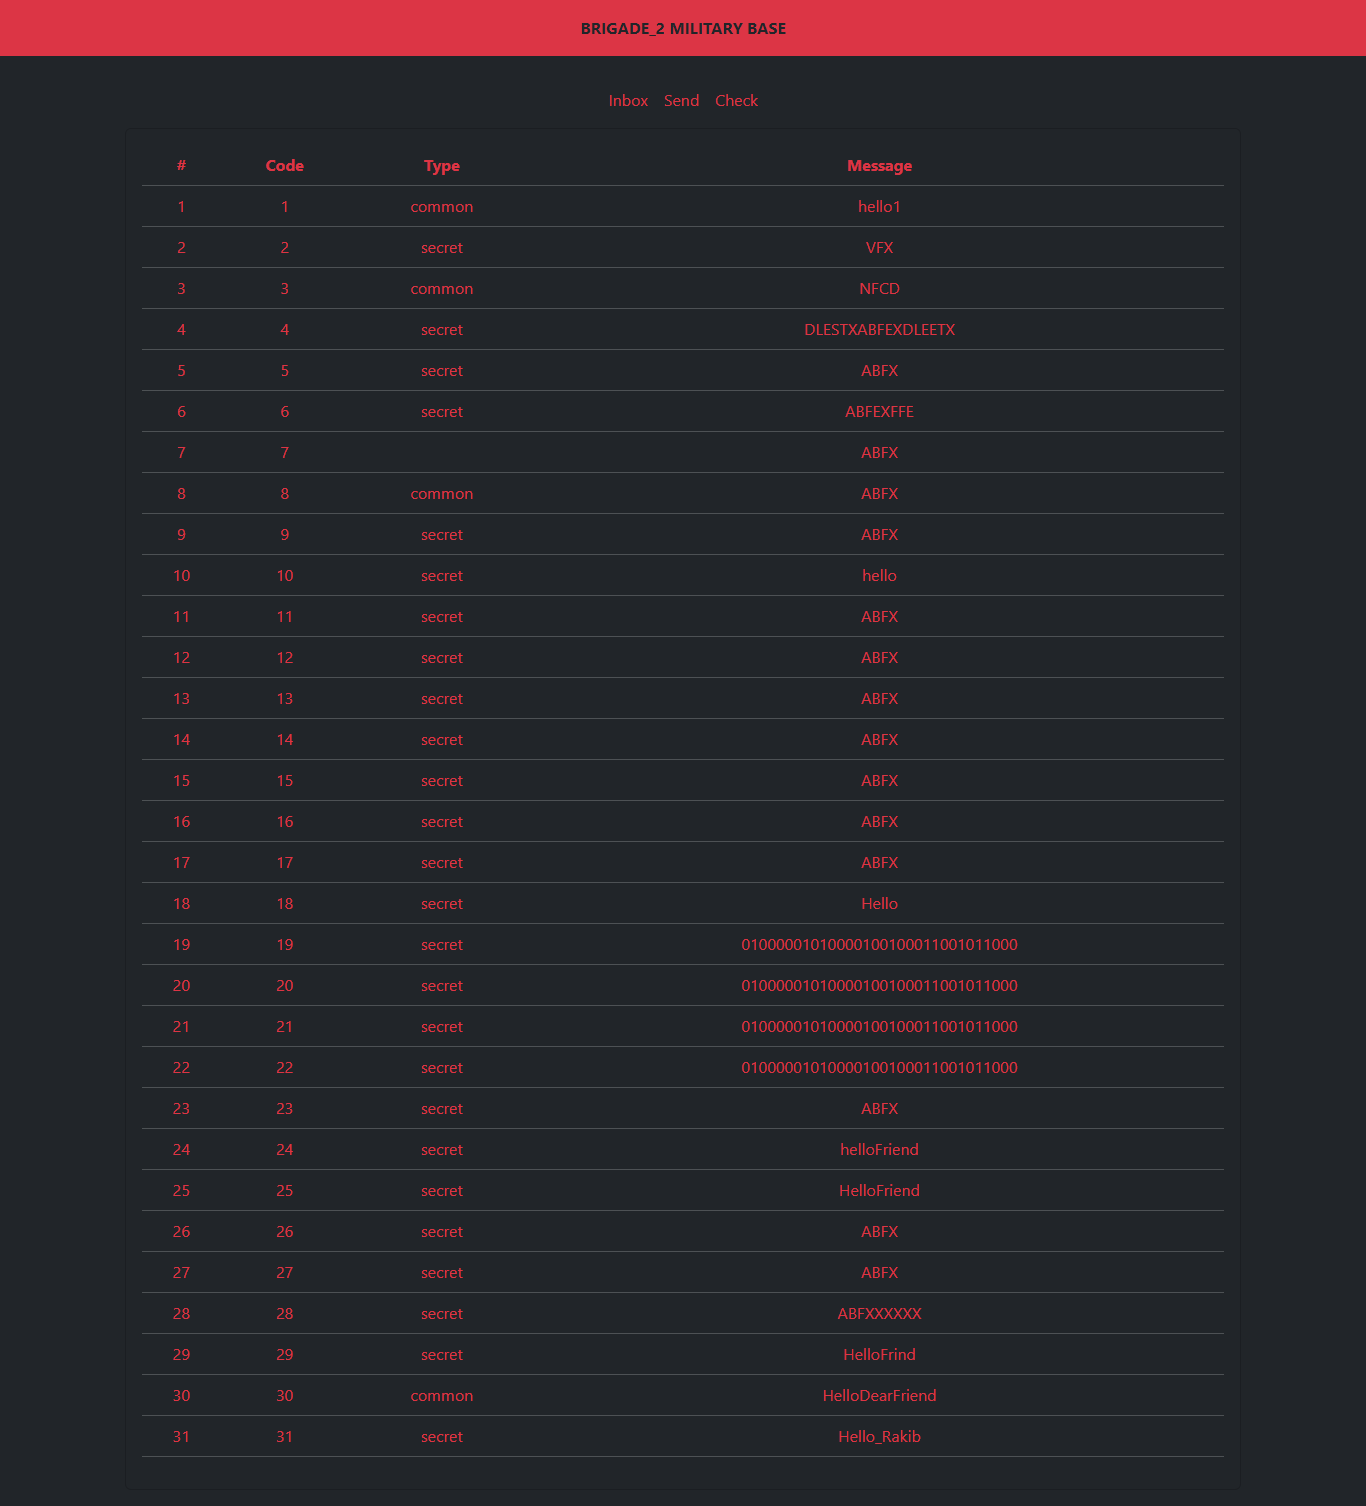 BRIGADE_2 MILITARY BASE
Inbox Send Check
# Code Type Message
1 1 common hello1
2 2 secret VFX
3 3 common NFCD
4 4 secret DLESTXABFEXDLEETX
5 5 secret ABFX
6 6 secret ABFEXFFE
7 7 ABFX
8 8 common ABFX
9 9 secret ABFX
10 10 secret hello
11 11 secret ABFX
12 12 secret ABFX
13 13 secret ABFX
14 14 secret ABFX
15 15 secret ABFX
16 16 secret ABFX
17 17 secret ABFX
18 18 secret Hello
19 19 secret 01000001010000100100011001011000
20 20 secret 01000001010000100100011001011000
21 21 secret 01000001010000100100011001011000
22 22 secret 01000001010000100100011001011000
23 23 secret ABFX
24 24 secret helloFriend
25 25 secret HelloFriend
26 26 secret ABFX
27 27 secret ABFX
28 28 secret ABFXXXXXX
29 29 secret HelloFrind
30 30 common HelloDearFriend
31 31 secret Hello_Rakib